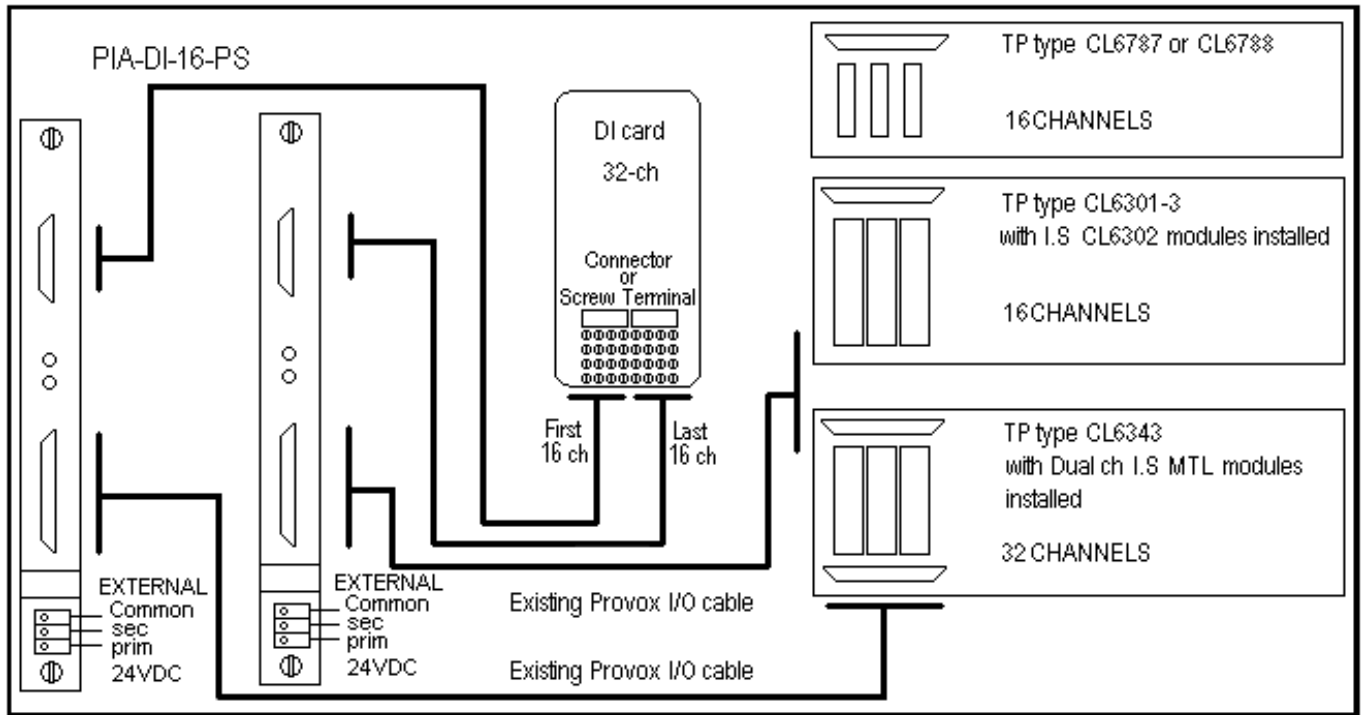 PIA-DI-16-PS
EXTERNAL
Common
sec
prim
24VDC
EXTERNAL
Common
sec
prim
24VDC
DI card
32-ch
Connector
or
Screw Terminal
First
16 ch
Last
16 ch
Existing Provox I/O cable
Existing Provox I/O cable
TP type CL6787 or CL6788
16CHANNELS
TP type CL6301-3
with I.S CL6302 modules installed
16CHANNELS
TP type CL6343
with Dual ch I.S MTL modules
installed
32 CHANNELS